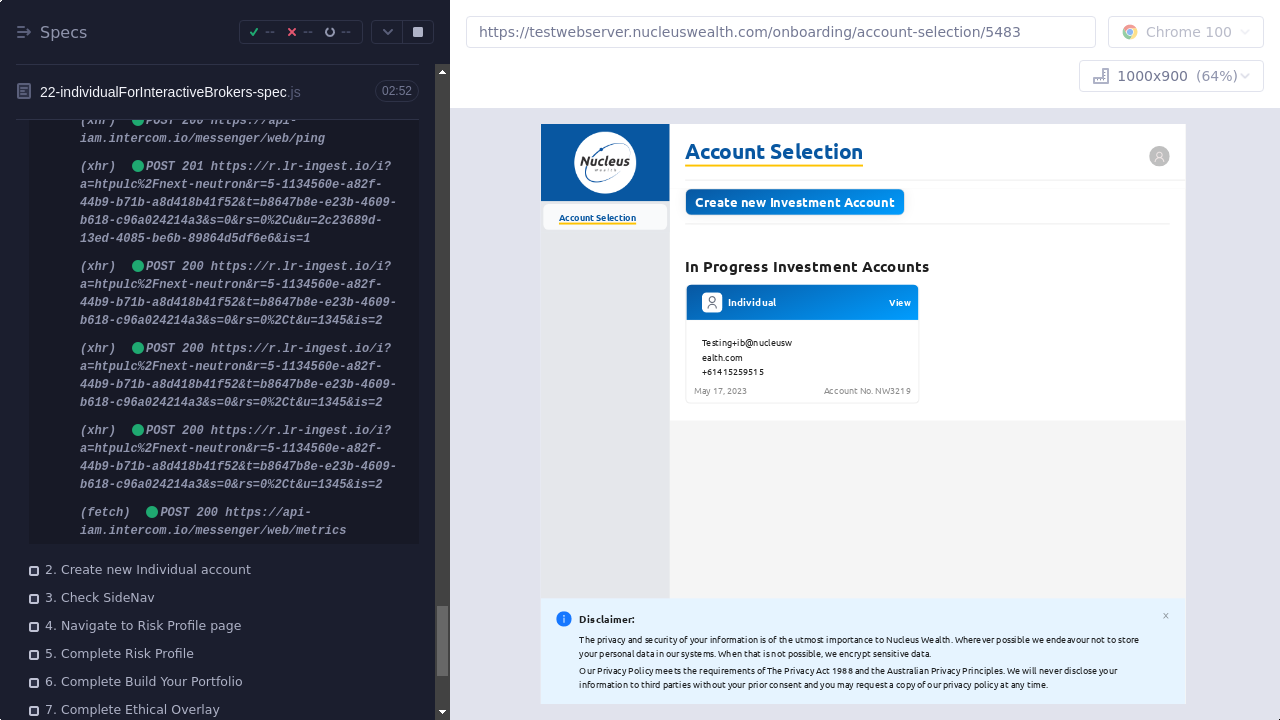 Specs
--
--
--
22-individualForInteractiveBrokers-spec.js
02:52
(xhr) POST 200 https://api-
iam.intercom.io/messenger/web/ping
(xhr) POST 201 https://r.lr-ingest.io/i?
a=htpulc%2Fnext-neutron&r=5-1134560e-a82f-
44b9-b71b-a8d418b41f52&t=b8647b8e-e23b-4609-
b618-c96a024214a3&s=0&rs=0%2Cu&u=2c23689d-
13ed-4085-be6b-89864d5df6e6&is=1
(xhr) POST 200 https://r.lr-ingest.io/i?
a=htpulc%2Fnext-neutron&r=5-1134560e-a82f-
44b9-b71b-a8d418b41f52&t=b8647b8e-e23b-4609-
b618-c96a024214a3&s=0&rs=0%2Ct&u=1345&is=2
(xhr) POST 200 https://r.lr-ingest.io/i?
a=htpulc%2Fnext-neutron&r=5-1134560e-a82f-
44b9-b71b-a8d418b41f52&t=b8647b8e-e23b-4609-
b618-c96a024214a3&s=0&rs=0%2Ct&u=1345&is=2
(xhr) POST 200 https://r.lr-ingest.io/i?
a=htpulc%2Fnext-neutron&r=5-1134560e-a82f-
44b9-b71b-a8d418b41f52&t=b8647b8e-e23b-4609-
b618-c96a024214a3&s=0&rs=0%2Ct&u=1345&is=2
(fetch) POST 200 https://api-
iam.intercom.io/messenger/web/metrics
2. Create new Individual account
3. Check SideNav
4. Navigate to Risk Profile page
5. Complete Risk Profile
6. Complete Build Your Portfolio
7. Complete Ethical Overlay
https://testwebserver.nucleuswealth.com/onboarding/account-selection/5483
Chrome 100
1000x900 (64%)
Nucleus
Wealth
Account Selection
Account Selection
Create new Investment Account
In Progress Investment Accounts
Individual
View
Testing+ib@nucleusw
ealth.com
+61415259515
May 17, 2023
Account No. NW3219
Disclaimer:
The privacy and security of your information is of the utmost importance to Nucleus Wealth. Wherever possible we endeavour not to store
your personal data in our systems. When that is not possible, we encrypt sensitive data.
Our Privacy Policy meets the requirements of The Privacy Act 1988 and the Australian Privacy Principles. We will never disclose your
information to third parties without your prior consent and you may request a copy of our privacy policy at any time.